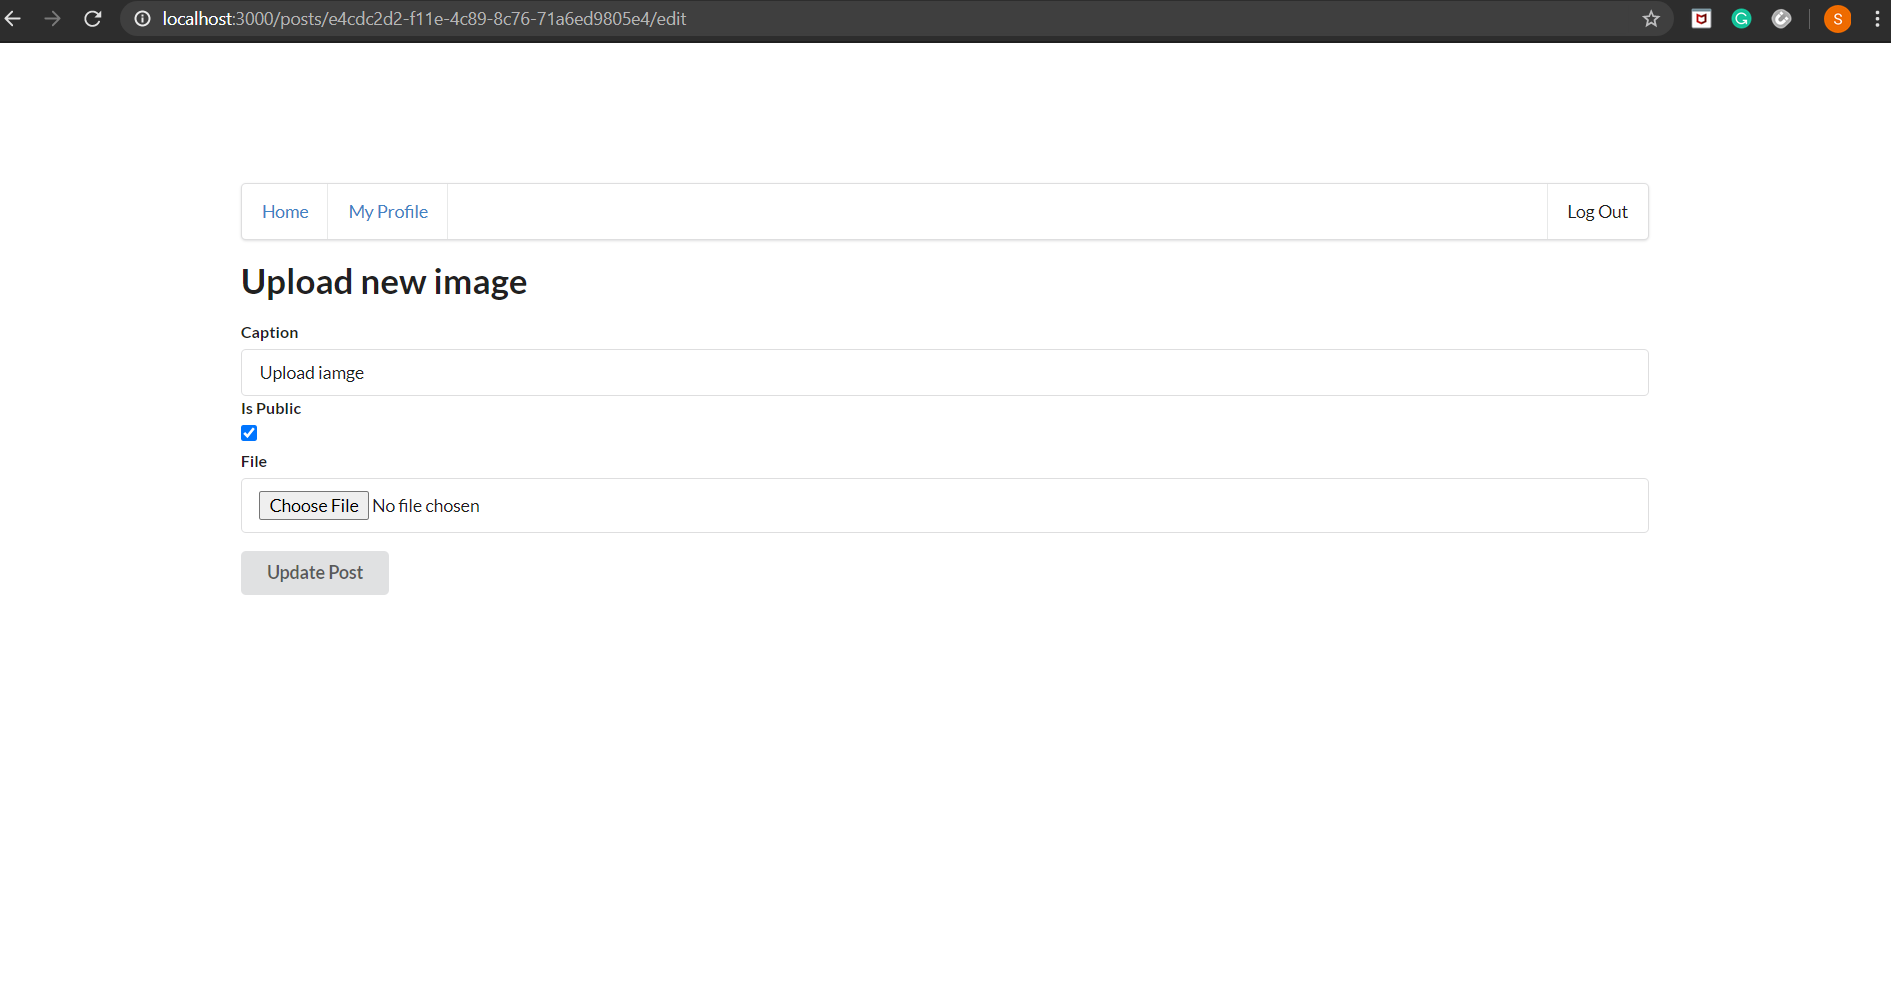 localhost:3000/posts/e4cdc2d2-f11e-4c89-8c76-71a6ed9805e4/edit
S
Home My Profile Log Out
Upload new image
Caption
Upload iamge
Is Public
File
Choose File No file chosen
Update Post